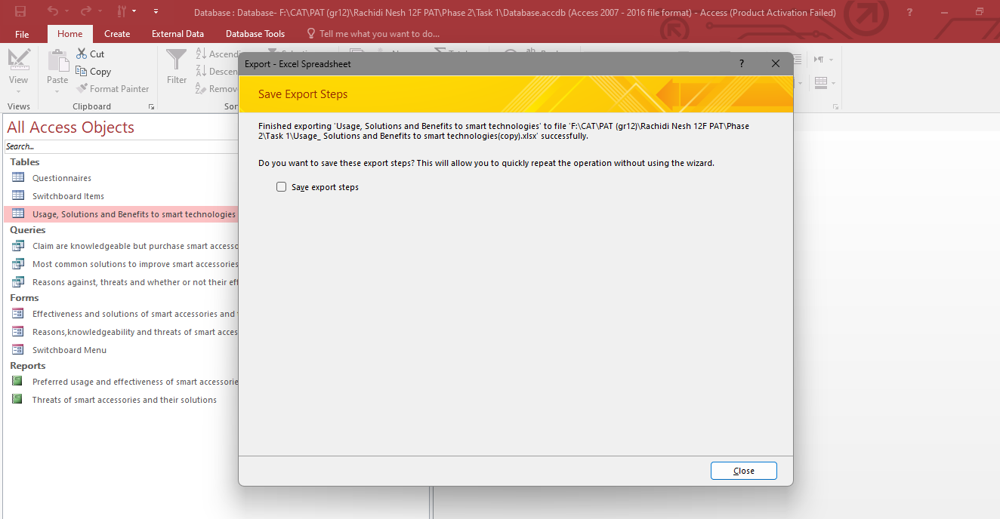 Database : Database- F:\CAT\PAT (gr12)\Rachidi Nesh 12F PAT\Phase 2\Task 1\Database.accdb (Access 2007 - 2016 file format) - Access (Product Activation Failed)
?
File
Home
Create
External Data
Database Tools
Tell me what you want to do...
View
Views
Paste
Cut
Copy
Format Painter
Clipboard
Filter
Ascendi
Descen
Remov
Sor
All Access Objects
Search...
Tables
Questionnaires
Switchboard Items
Usage, Solutions and Benefits to smart technologies
Queries
Claim are knowledgeable but purchase smart accesso
Most common solutions to improve smart accessories
Reasons against, threats and whether or not their eff
Forms
Effectiveness and solutions of smart accessories and
Reasons,knowledgeability and threats of smart acces
Switchboard Menu
Reports
Preferred usage and effectiveness of smart accessorie
Threats of smart accessories and their solutions
Export - Excel Spreadsheet
?
Save Export Steps
Finished exporting 'Usage, Solutions and Benefits to smart technologies' to file 'F:\CAT\PAT (gr12)\Rachidi Nesh 12F PAT\Phase
2\Task 1\Usage_ Solutions and Benefits to smart technologies(copy).xlsx' successfully.
Do you want to save these export steps? This will allow you to quickly repeat the operation without using the wizard.
Save export steps
Close